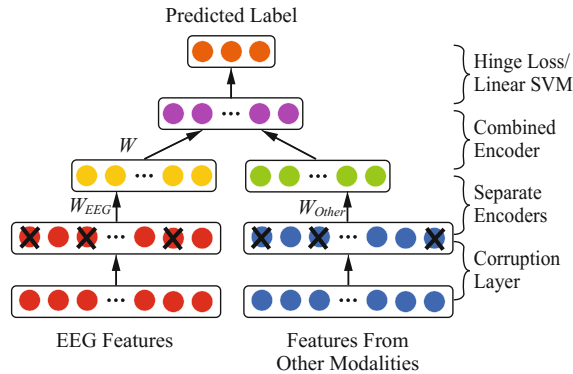 Predicted Label
Hinge Loss/
Linear SVM
Combined
Encoder
W
W_EEG
W_Other
Separate
Encoders
Corruption
Layer
EEG Features
Features From
Other Modalities